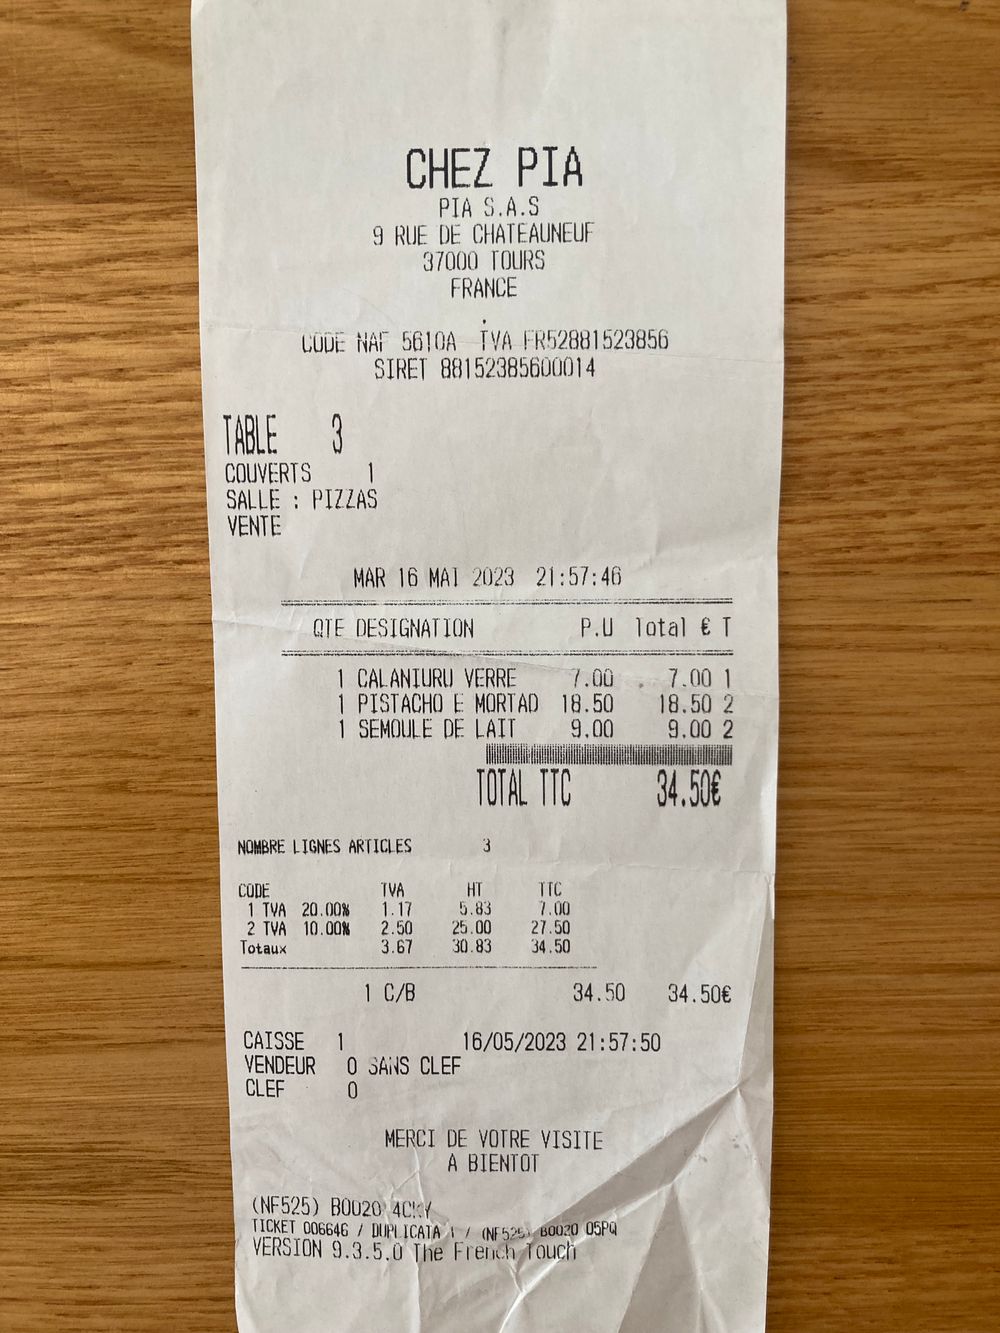 CHEZ PIA
PIA S.A.S
9 RUE DE CHATEAUNEUF
37000 TOURS
FRANCE
.
CODE NAF 5610A TVA FR52881523856
SIRET 88152385600014
TABLE 3
COUVERTS 1
SALLE : PIZZAS
VENTE
MAR 16 MAI 2023 21:57:46
QTE DESIGNATION P.U Total € T
1 CALANIURU VERRE 7.00 7.00 1
1 PISTACHO E MORTAD 18.50 18.50 2
1 SEMOULE DE LAIT 9.00 9.00 2
TOTAL TTC 34.50€
NOMBRE LIGNES ARTICLES 3
CODE TVA HT TTC
1 TVA 20.00% 1.17 5.83 7.00
2 TVA 10.00% 2.50 25.00 27.50
Totaux 3.67 30.83 34.50
1 C/B 34.50 34.50€
CAISSE 1 16/05/2023 21:57:50
VENDEUR 0 SANS CLEF
CLEF 0
MERCI DE VOTRE VISITE
A BIENTOT
(NF525) B0020
TICKET 006646 / DUPLICATA 1 / (NF525) B0020 05PQ
VERSION 9.3.5.0 The French Touch